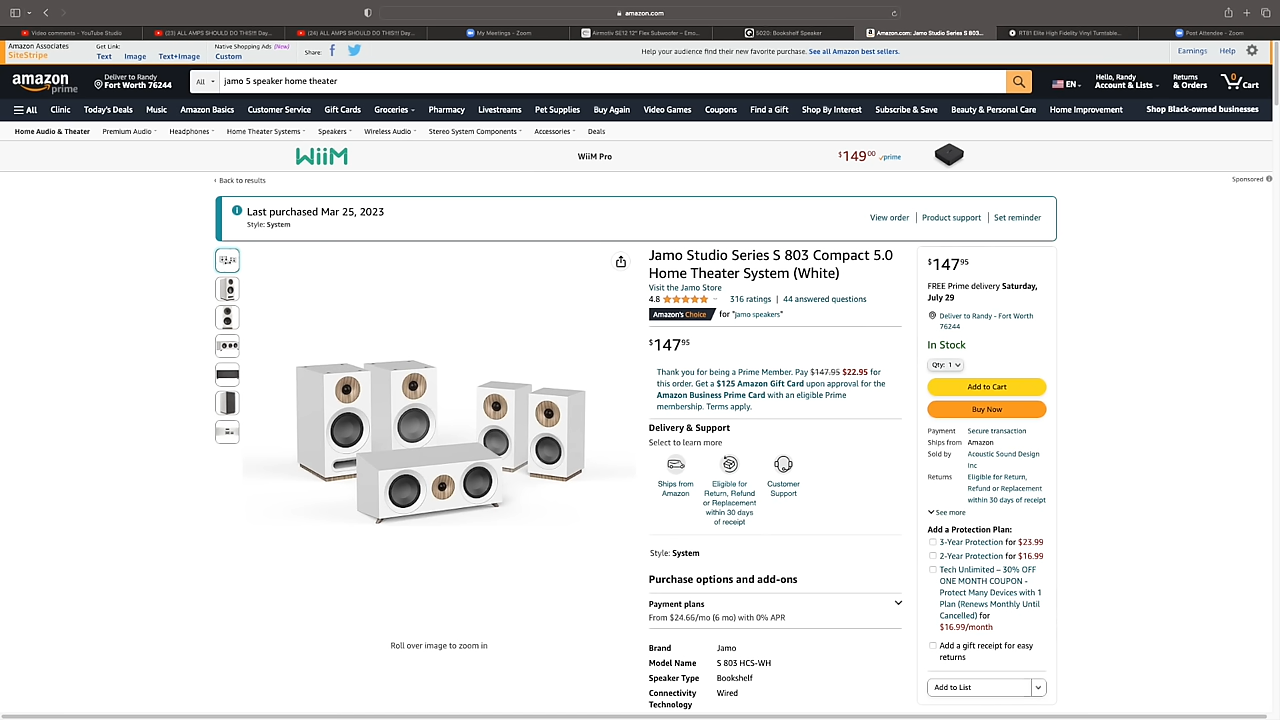 amazon.com
Video comments - YouTube Studio
(23) ALL AMPS SHOULD DO THIS!!! Day...
(24) ALL AMPS SHOULD DO THIS!!! Day...
My Meetings - Zoom
Airmotiv SE12 12" Flex Subwoofer – Emo...
S020: Bookshelf Speaker
Amazon.com: Jamo Studio Series S 803...
RT81 Elite High Fidelity Vinyl Turntable...
Post Attendee - Zoom
Amazon Associates
SiteStripe
Get Link:
Text Image Text+Image
Native Shopping Ads (New)
Custom
Share:
Help your audience find their new favorite purchase. See all Amazon best sellers.
Earnings Help
amazon
prime
Deliver to Randy
Fort Worth 76244
All
jamo 5 speaker home theater
EN
Hello, Randy
Account & Lists
Returns
& Orders
0
Cart
All Clinic Today's Deals Music Amazon Basics Customer Service Gift Cards Groceries Pharmacy Livestreams Pet Supplies Buy Again Video Games Coupons Find a Gift Shop By Interest Subscribe & Save Beauty & Personal Care Home Improvement Shop Black-owned businesses
Home Audio & Theater Premium Audio Headphones Home Theater Systems Speakers Wireless Audio Stereo System Components Accessories Deals
WiiM
WiiM Pro
$149 00 prime
‹ Back to results
Sponsored
Last purchased Mar 25, 2023
Style: System
View order | Product support | Set reminder
Jamo Studio Series S 803 Compact 5.0
Home Theater System (White)
Visit the Jamo Store
4.8 316 ratings | 44 answered questions
Amazon's Choice for "jamo speakers"
$147 95
Thank you for being a Prime Member. Pay $147.95 $22.95 for
this order. Get a $125 Amazon Gift Card upon approval for the
Amazon Business Prime Card with an eligible Prime
membership. Terms apply.
Delivery & Support
Select to learn more
Ships from
Amazon
Eligible for
Return, Refund
or Replacement
within 30 days
of receipt
Customer
Support
Style: System
Purchase options and add-ons
Payment plans
From $24.66/mo (6 mo) with 0% APR
Brand Jamo
Model Name S 803 HCS-WH
Speaker Type Bookshelf
Connectivity Wired
Technology
Roll over image to zoom in
$147 95
FREE Prime delivery Saturday,
July 29
Deliver to Randy - Fort Worth
76244
In Stock
Qty: 1
Add to Cart
Buy Now
Payment Secure transaction
Ships from Amazon
Sold by Acoustic Sound Design
Inc
Returns Eligible for Return,
Refund or Replacement
within 30 days of receipt
See more
Add a Protection Plan:
3-Year Protection for $23.99
2-Year Protection for $16.99
Tech Unlimited – 30% OFF
ONE MONTH COUPON -
Protect Many Devices with 1
Plan (Renews Monthly Until
Cancelled) for
$16.99/month
Add a gift receipt for easy
returns
Add to List